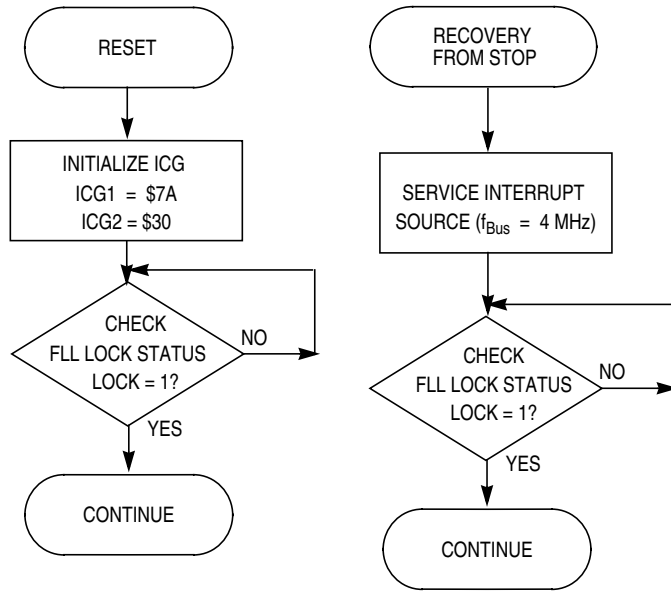 RESET
INITIALIZE ICG
ICG1 = $7A
ICG2 = $30
CHECK
FLL LOCK STATUS
LOCK = 1?
NO
YES
CONTINUE
RECOVERY
FROM STOP
SERVICE INTERRUPT
SOURCE (fBus = 4 MHz)
CHECK
FLL LOCK STATUS
LOCK = 1?
NO
YES
CONTINUE